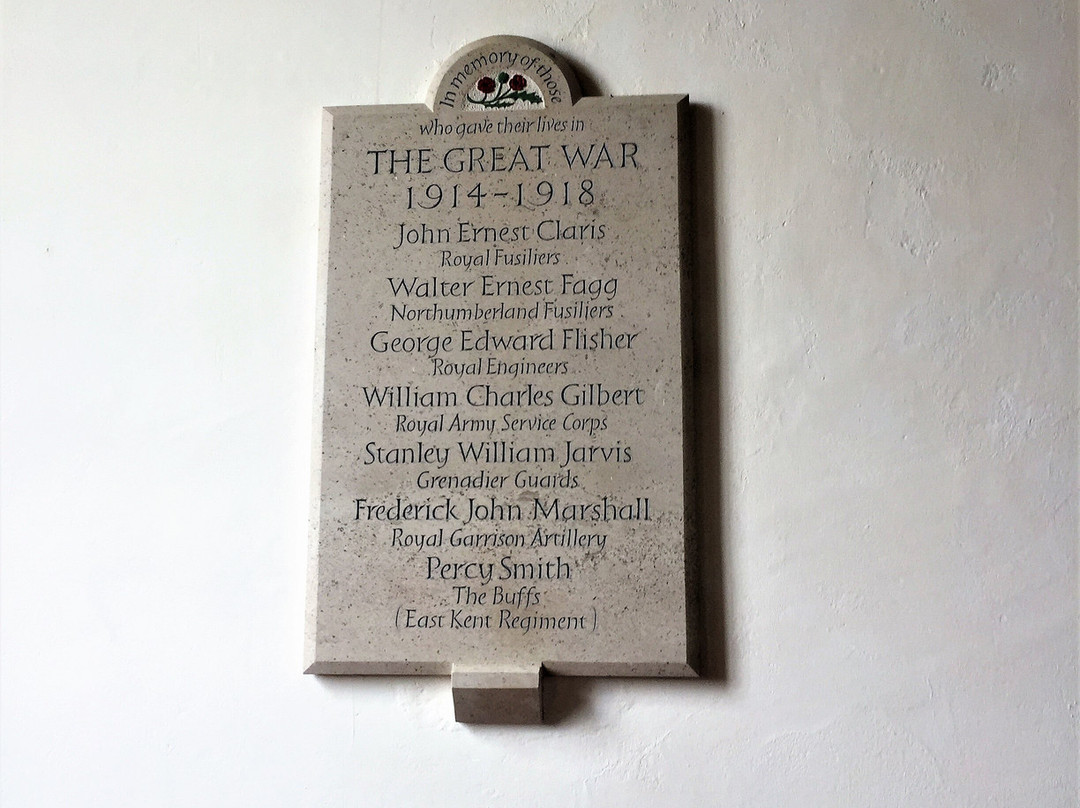 In memory of those
who gave their lives in
THE GREAT WAR
1914-1918
John Ernest Claris
Royal Fusiliers
Walter Ernest Fagg
Northumberland Fusiliers
George Edward Flisher
Royal Engineers
William Charles Gilbert
Royal Army Service Corps
Stanley William Jarvis
Grenadier Guards
Frederick John Marshall
Royal Garrison Artillery
Percy Smith
The Buffs
(East Kent Regiment)